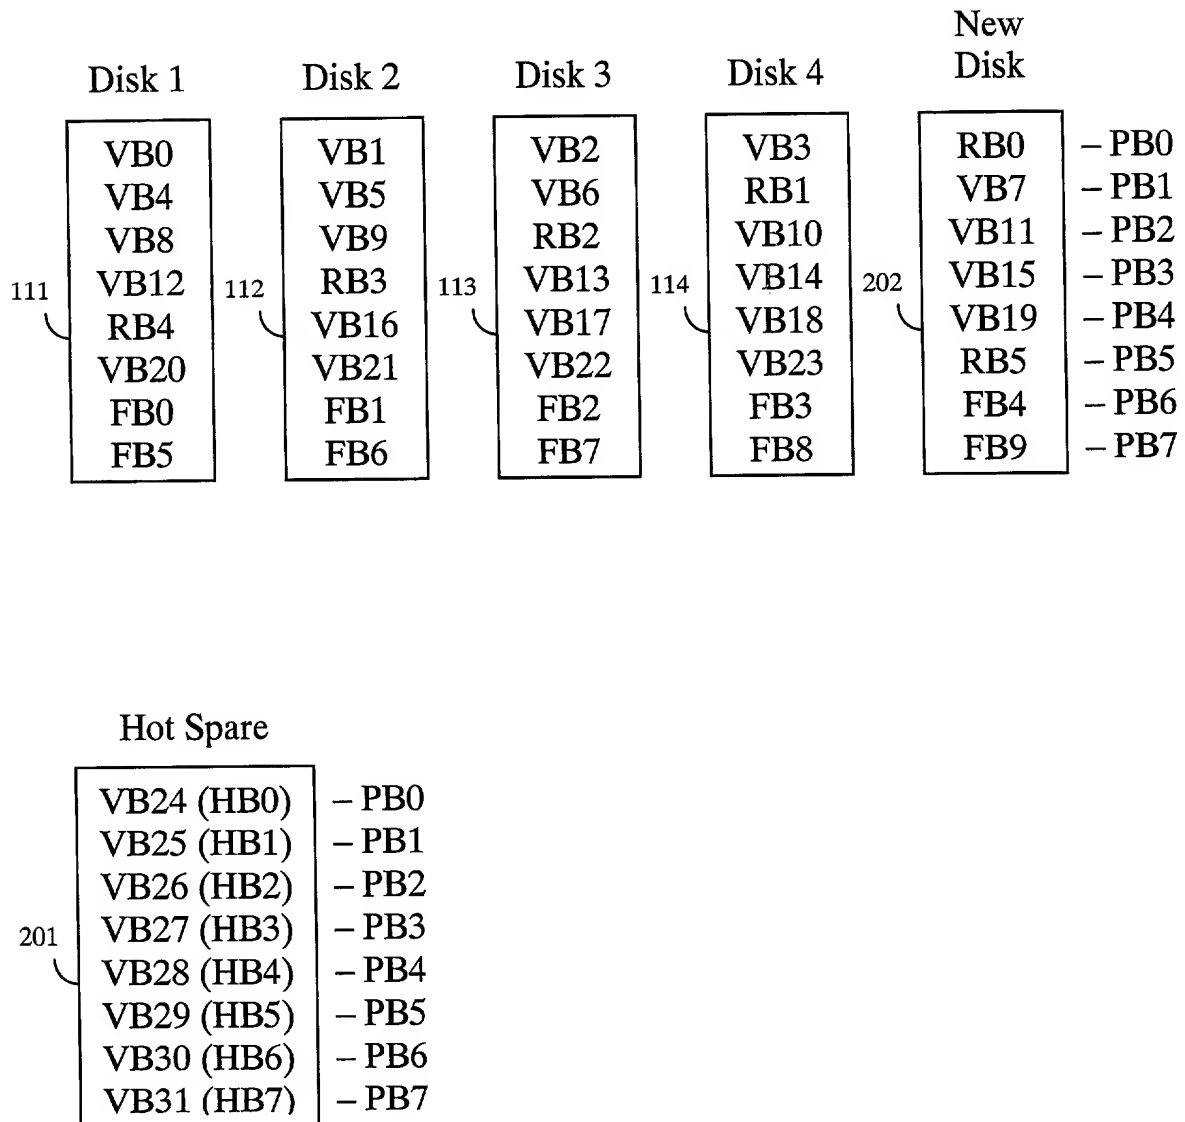 New
Disk 1 Disk 2 Disk 3 Disk 4 Disk
VB0 VB1 VB2 VB3 RB0 – PB0
VB4 VB5 VB6 RB1 VB7 – PB1
VB8 VB9 RB2 VB10 VB11 – PB2
111 VB12 112 RB3 113 VB13 114 VB14 202 VB15 – PB3
RB4 VB16 VB17 VB18 VB19 – PB4
VB20 VB21 VB22 VB23 RB5 – PB5
FB0 FB1 FB2 FB3 FB4 – PB6
FB5 FB6 FB7 FB8 FB9 – PB7
Hot Spare
VB24 (HB0) – PB0
VB25 (HB1) – PB1
VB26 (HB2) – PB2
201 VB27 (HB3) – PB3
VB28 (HB4) – PB4
VB29 (HB5) – PB5
VB30 (HB6) – PB6
VB31 (HB7) – PB7